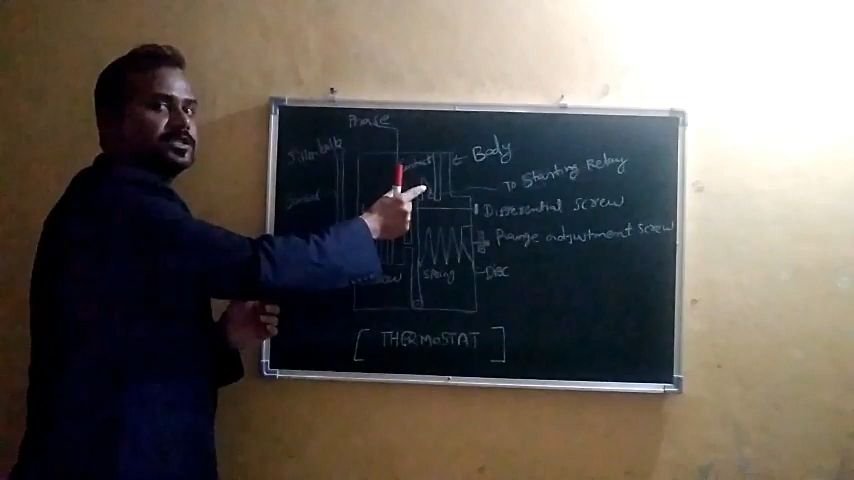 Phase
Body
To Starting Relay
Differential Screw
Range adjustment Screw
Spring
Disc
[ THERMOSTAT ]